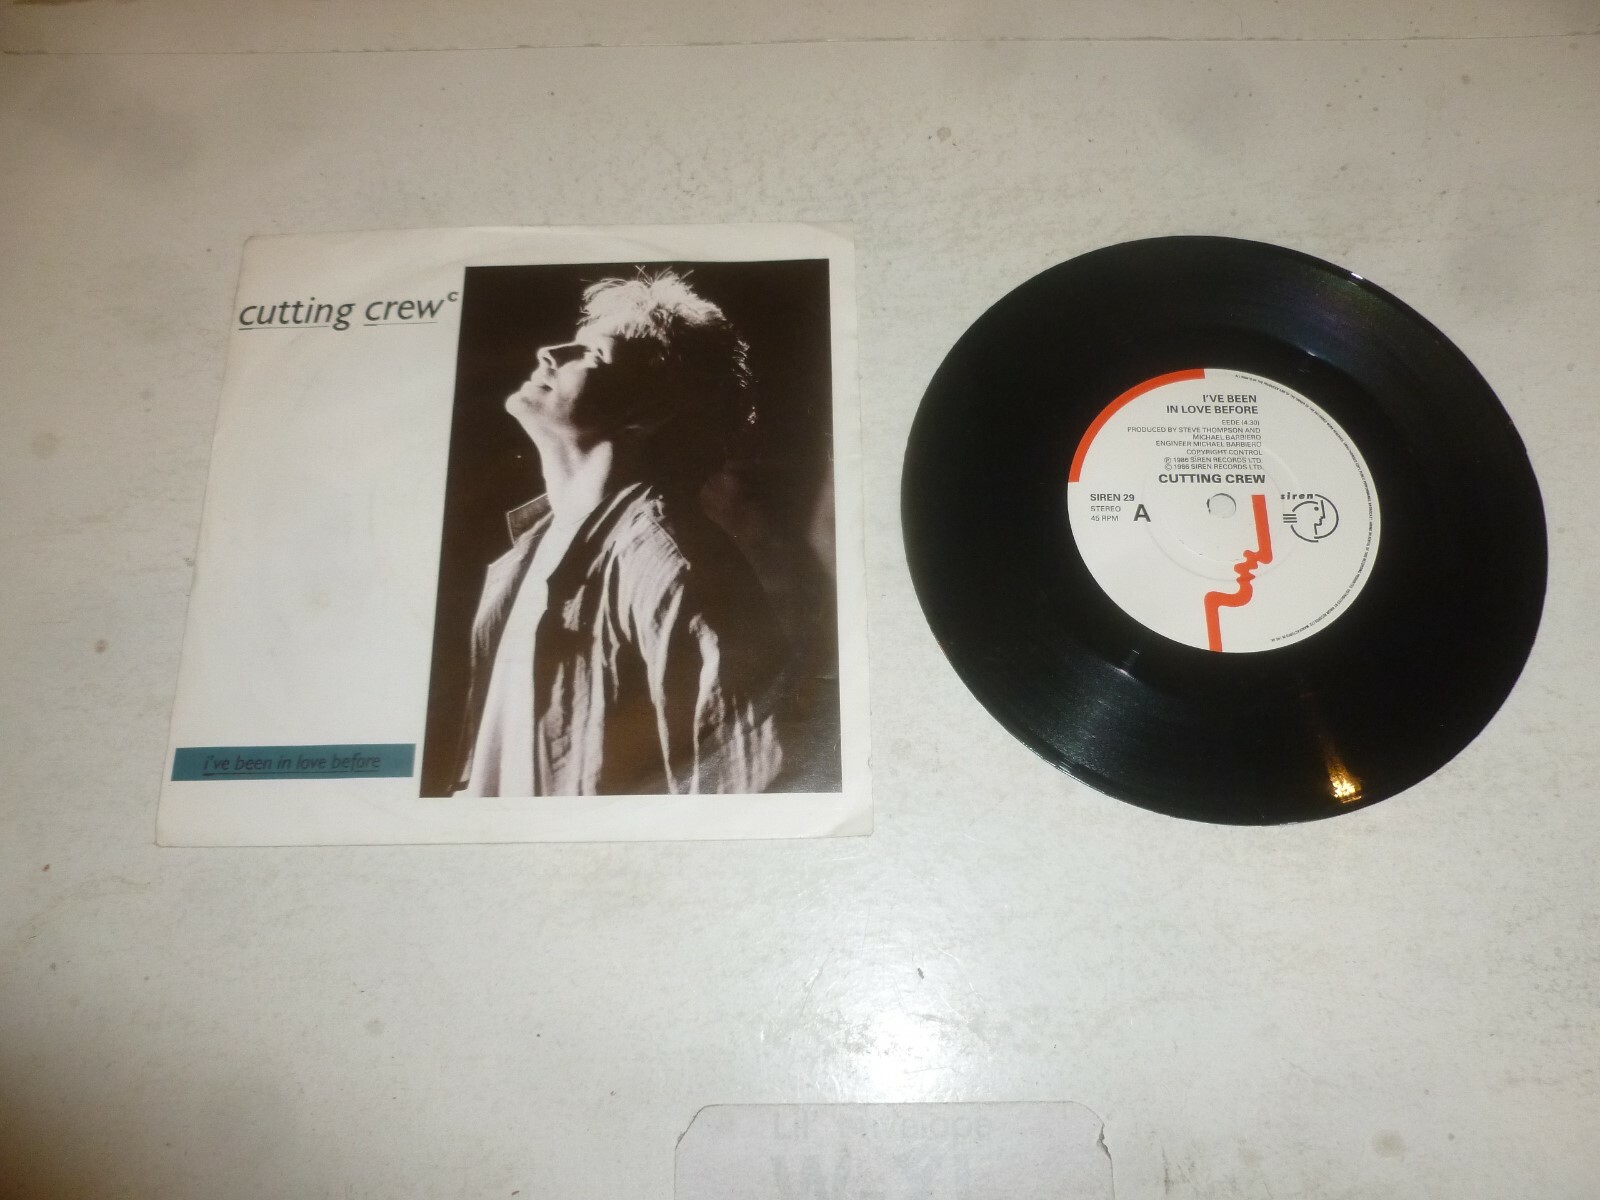 cutting crew c
i've been in love before
I'VE BEEN
IN LOVE BEFORE
EEDE (4.30)
PRODUCED BY STEVE THOMPSON AND
MICHAEL BARBIERO
ENGINEER MICHAEL BARBIERO
COPYRIGHT CONTROL
℗ 1986 SIREN RECORDS LTD.
© 1986 SIREN RECORDS LTD.
CUTTING CREW
SIREN 29
STEREO
45 RPM
A
siren
Lil'